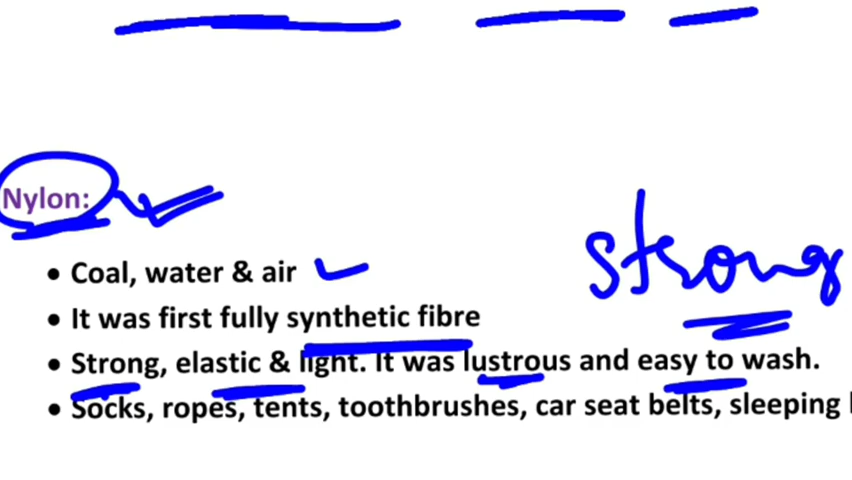 Nylon:
strong
• Coal, water & air
• It was first fully synthetic fibre
• Strong, elastic & light. It was lustrous and easy to wash.
• Socks, ropes, tents, toothbrushes, car seat belts, sleeping